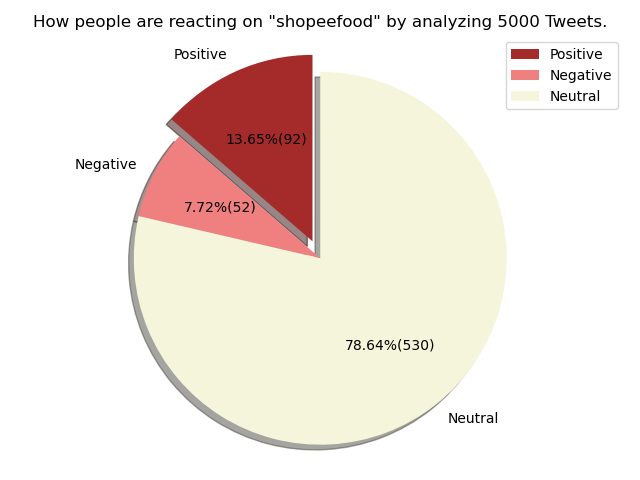 How people are reacting on "shopeefood" by analyzing 5000 Tweets.
Positive
Positive
Negative
Neutral
13.65%(92)
Negative
7.72%(52)
78.64%(530)
Neutral